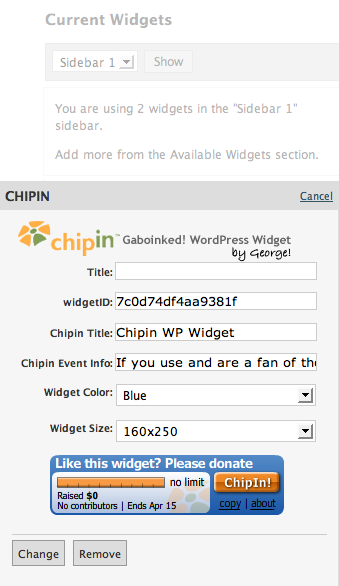 Current Widgets
Sidebar 1 Show
You are using 2 widgets in the "Sidebar 1"
sidebar.
Add more from the Available Widgets section.
CHIPIN Cancel
chipin™ Gaboinked! WordPress Widget
by George!
Title:
widgetID: 7c0d74df4aa9381f
Chipin Title: Chipin WP Widget
Chipin Event Info: If you use and are a fan of the
Widget Color: Blue
Widget Size: 160x250
Like this widget? Please donate
no limit ChipIn!
Raised $0
No contributors | Ends Apr 15 copy | about
Change Remove